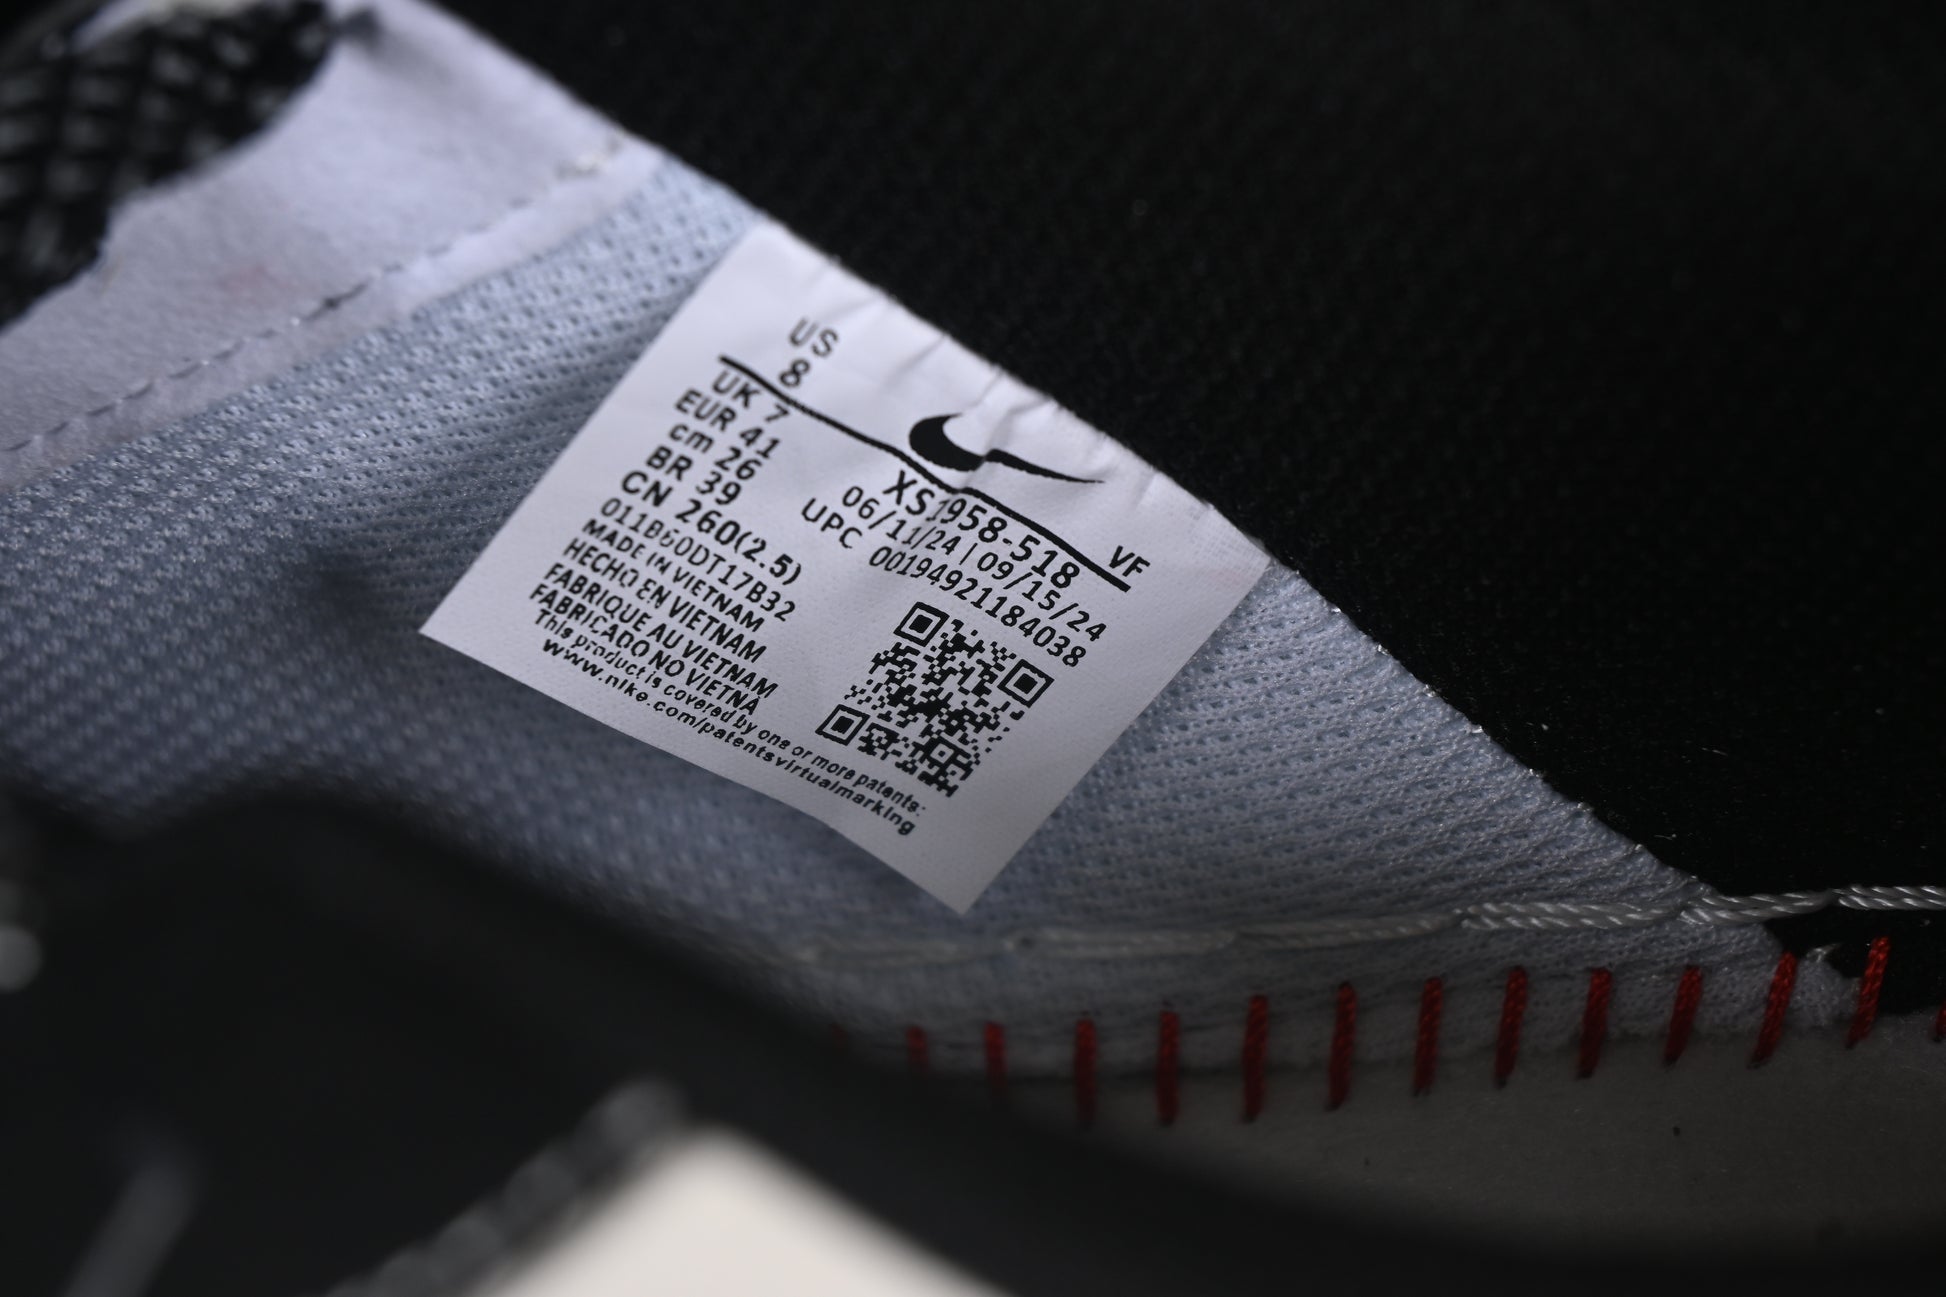 US
8
UK 7
EUR 41
cm 26
BR 39
CN 260(2.5)
011B60DT17B32
MADE IN VIETNAM
HECHO EN VIETNAM
FABRIQUE AU VIETNAM
FABRICADO NO VIETNA
This product is covered by one or more patents:
www.nike.com/patentsvirtualmarking
VF
XS1958-518
06/11/24 | 09/15/24
UPC 00194921184038